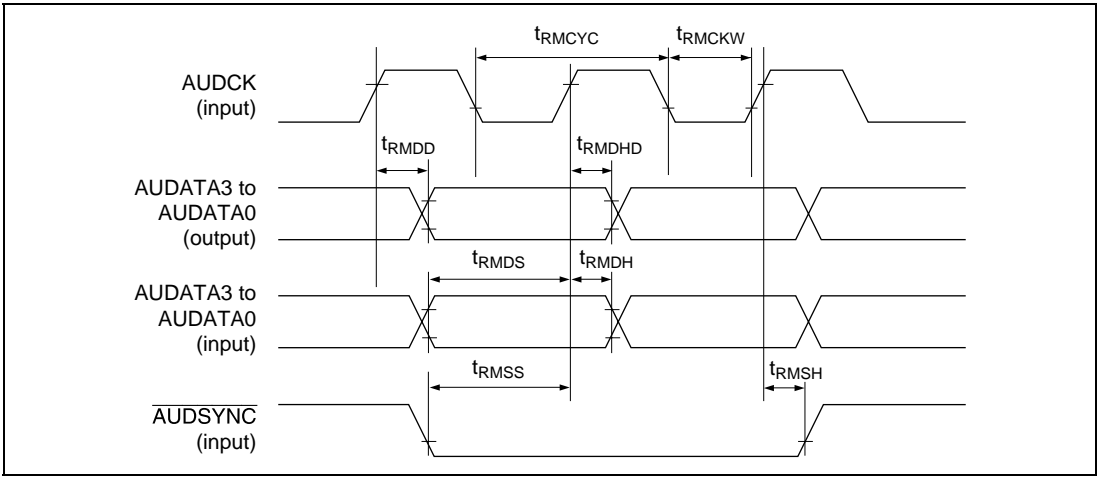 tRMCYC
tRMCKW
AUDCK
(input)
tRMDD
tRMDHD
AUDATA3 to
AUDATA0
(output)
tRMDS
tRMDH
AUDATA3 to
AUDATA0
(input)
tRMSS
tRMSH
AUDSYNC
(input)